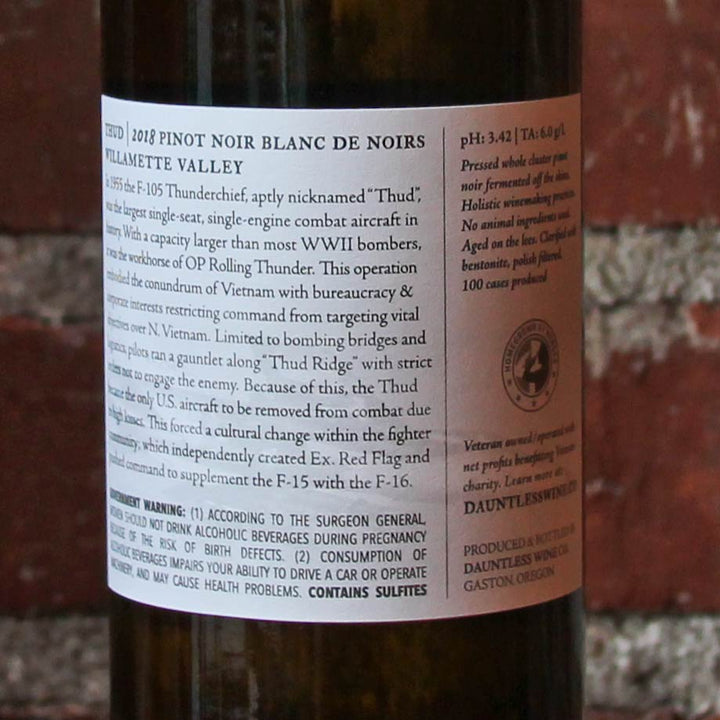 THUD | 2018 PINOT NOIR BLANC DE NOIRS
WILLAMETTE VALLEY
In 1955 the F-105 Thunderchief, aptly nicknamed "Thud",
was the largest single-seat, single-engine combat aircraft in
history. With a capacity larger than most WWII bombers,
it was the workhorse of OP Rolling Thunder. This operation
embodied the conundrum of Vietnam with bureaucracy &
corporate interests restricting command from targeting vital
objectives over N. Vietnam. Limited to bombing bridges and
logistics, pilots ran a gauntlet along "Thud Ridge" with strict
orders not to engage the enemy. Because of this, the Thud
became the only U.S. aircraft to be removed from combat due
to high losses. This forced a cultural change within the fighter
community, which independently created Ex. Red Flag and
pushed command to supplement the F-15 with the F-16.
GOVERNMENT WARNING: (1) ACCORDING TO THE SURGEON GENERAL,
WOMEN SHOULD NOT DRINK ALCOHOLIC BEVERAGES DURING PREGNANCY
BECAUSE OF THE RISK OF BIRTH DEFECTS. (2) CONSUMPTION OF
ALCOHOLIC BEVERAGES IMPAIRS YOUR ABILITY TO DRIVE A CAR OR OPERATE
MACHINERY, AND MAY CAUSE HEALTH PROBLEMS. CONTAINS SULFITES
pH: 3.42 | TA: 6.0 g/L
Pressed whole cluster pinot
noir fermented off the skins.
Holistic winemaking practices.
No animal ingredients used.
Aged on the lees. Clarified with
bentonite, polish filtered.
100 cases produced
Veteran owned/operated with
net profits benefiting Veteran
charity. Learn more at:
DAUNTLESSWINE.CO
PRODUCED & BOTTLED BY
DAUNTLESS WINE CO.
GASTON, OREGON